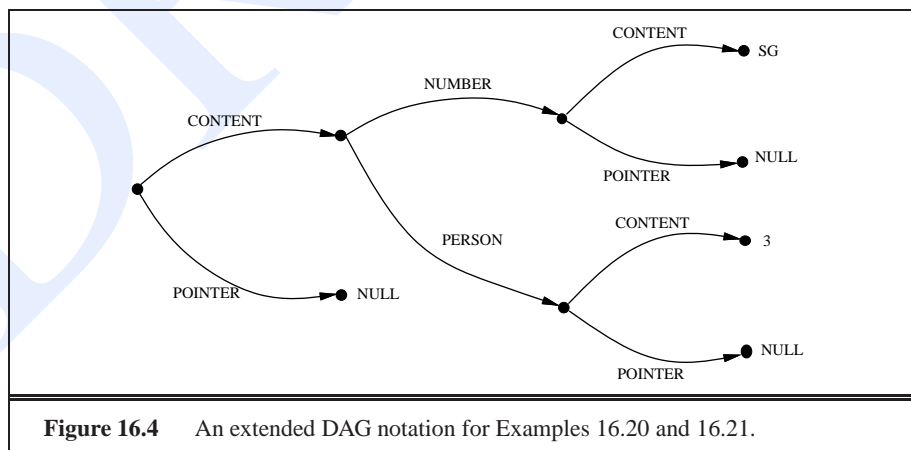 CONTENT
SG
NUMBER
CONTENT
POINTER
NULL
CONTENT
3
PERSON
POINTER
NULL
POINTER
NULL
Figure 16.4 An extended DAG notation for Examples 16.20 and 16.21.